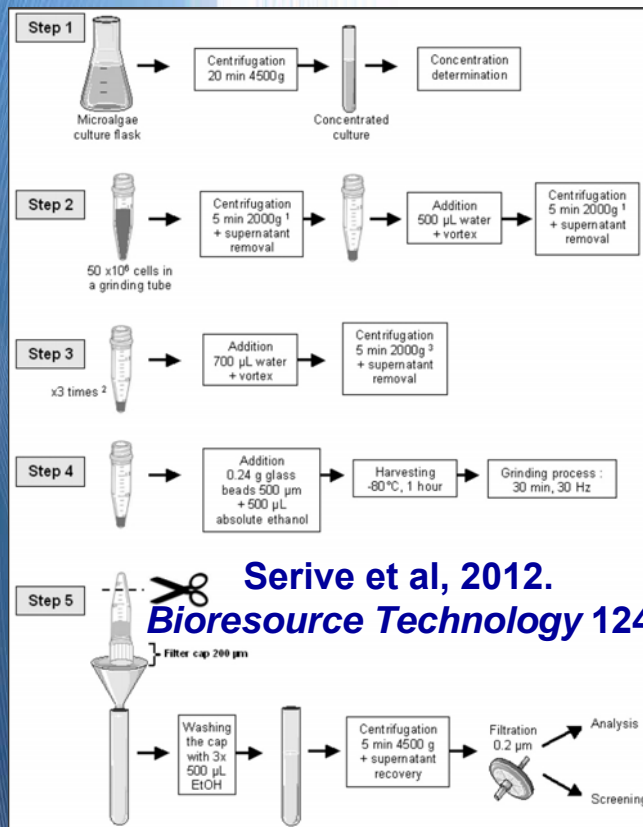 Step 1
Centrifugation
20 min 4500g
Concentration
determination
Microalgae
culture flask
Concentrated
culture
Step 2
Centrifugation
5 min 2000g ¹
+ supernatant
removal
Addition
500 µL water
+ vortex
Centrifugation
5 min 2000g ¹
+ supernatant
removal
50 x10⁶ cells in
a grinding tube
Step 3
x3 times ²
Addition
700 µL water
+ vortex
Centrifugation
5 min 2000g ³
+ supernatant
removal
Step 4
Addition
0.24 g glass
beads 500 µm
+ 500 µL
absolute ethanol
Harvesting
-80°C, 1 hour
Grinding process :
30 min, 30 Hz
Serive et al, 2012.
Bioresource Technology 124
Step 5
Filter cap 200 µm
Washing
the cap
with 3x
500 µL
EtOH
Centrifugation
5 min 4500 g
+ supernatant
recovery
Filtration
0.2 µm
Analysis
Screening